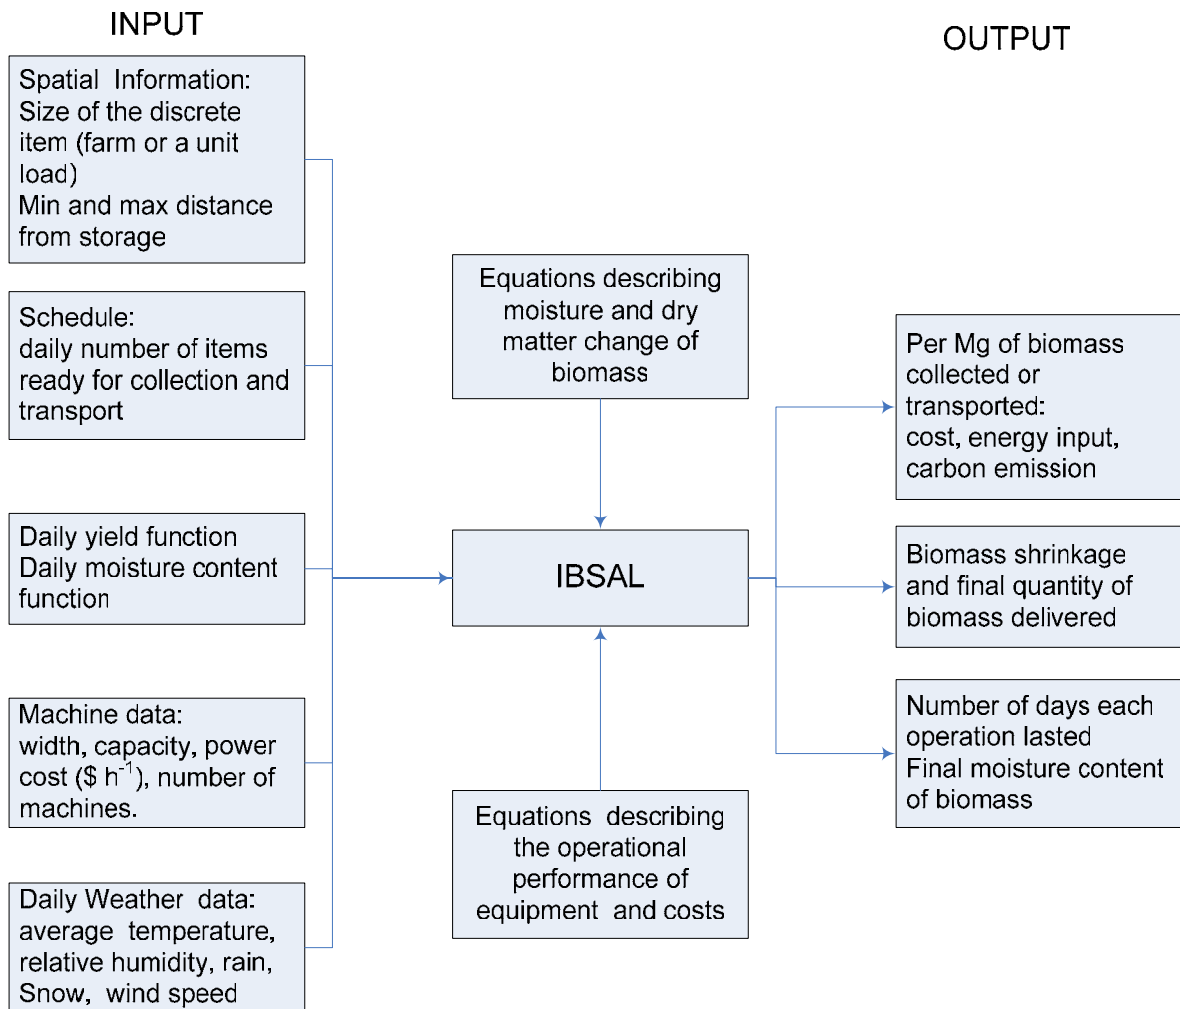 INPUT
Spatial Information:
Size of the discrete
item (farm or a unit
load)
Min and max distance
from storage
Schedule:
daily number of items
ready for collection and
transport
Daily yield function
Daily moisture content
function
Machine data:
width, capacity, power
cost ($ h⁻¹), number of
machines.
Daily Weather data:
average temperature,
relative humidity, rain,
Snow, wind speed
Equations describing
moisture and dry
matter change of
biomass
IBSAL
Equations describing
the operational
performance of
equipment and costs
OUTPUT
Per Mg of biomass
collected or
transported:
cost, energy input,
carbon emission
Biomass shrinkage
and final quantity of
biomass delivered
Number of days each
operation lasted
Final moisture content
of biomass